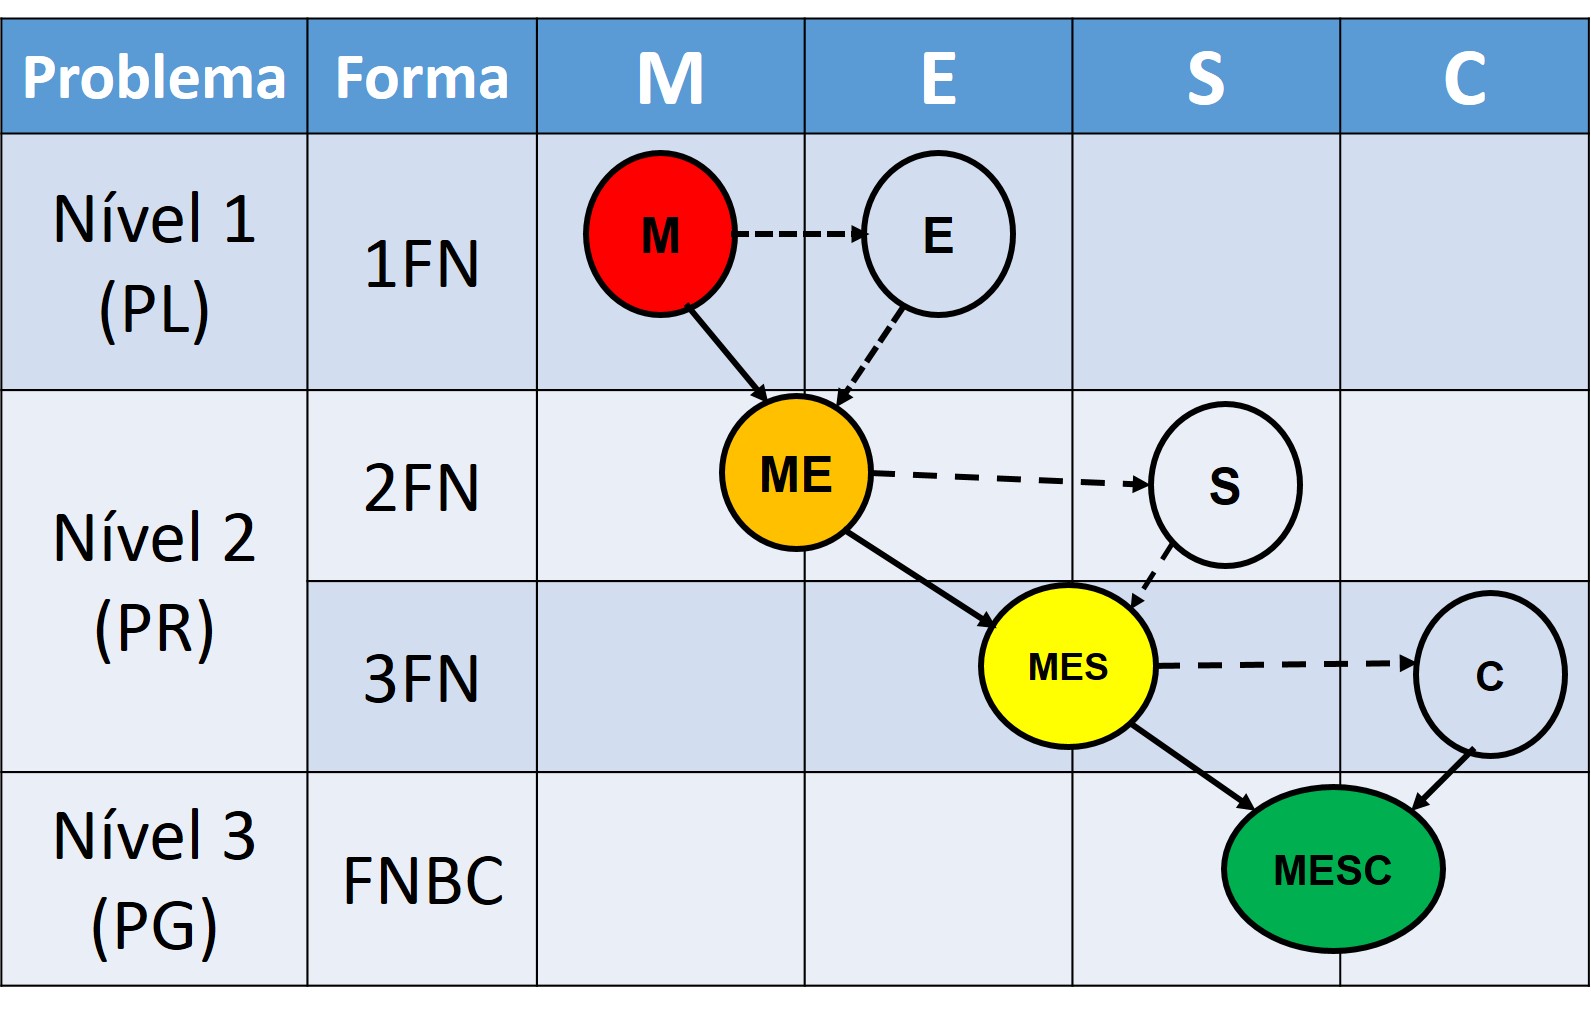 Problema Forma M E S C
Nível 1
(PL)
1FN
M
E
Nível 2
(PR)
2FN
ME
S
3FN
MES
C
Nível 3
(PG)
FNBC
MESC